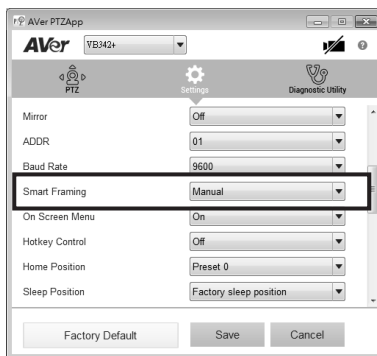 AVer PTZApp
AVer VB342+
PTZ Settings Diagnostic Utility
Mirror Off
ADDR 01
Baud Rate 9600
Smart Framing Manual
On Screen Menu On
Hotkey Control Off
Home Position Preset 0
Sleep Position Factory sleep position
Factory Default Save Cancel